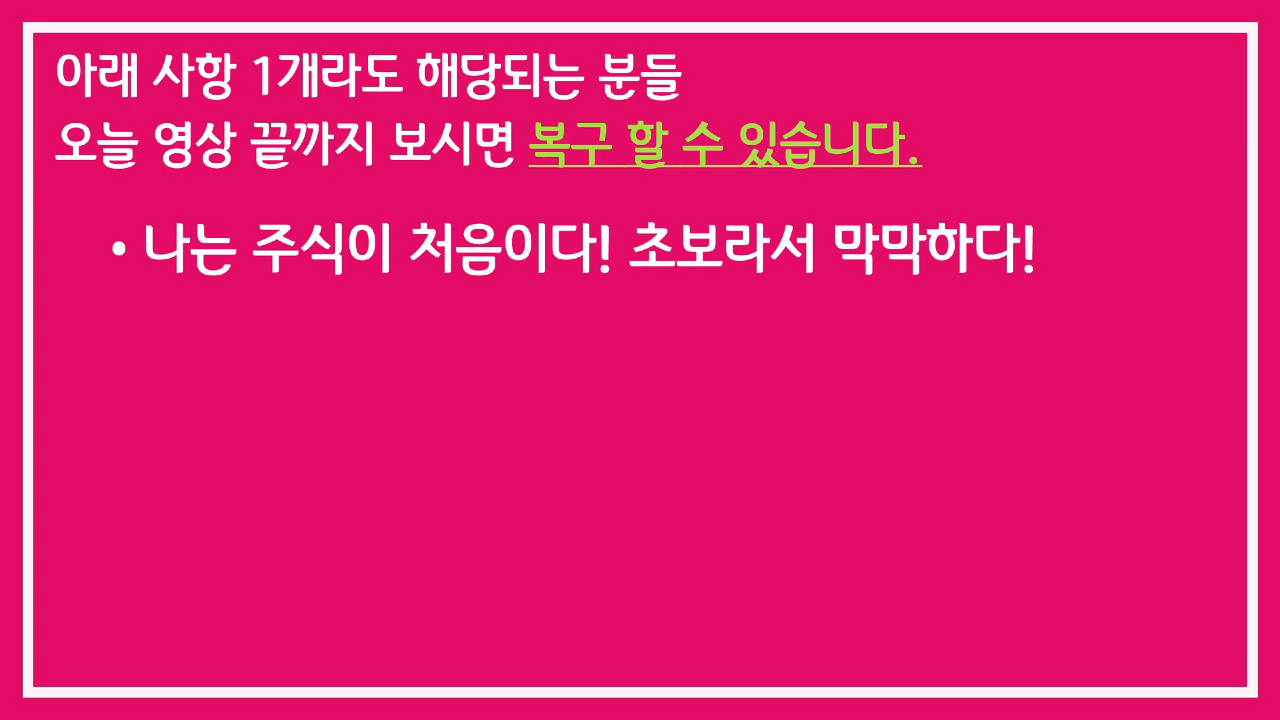 아래 사항 1개라도 해당되는 분들
오늘 영상 끝까지 보시면 복구 할 수 있습니다.
• 나는 주식이 처음이다! 초보라서 막막하다!